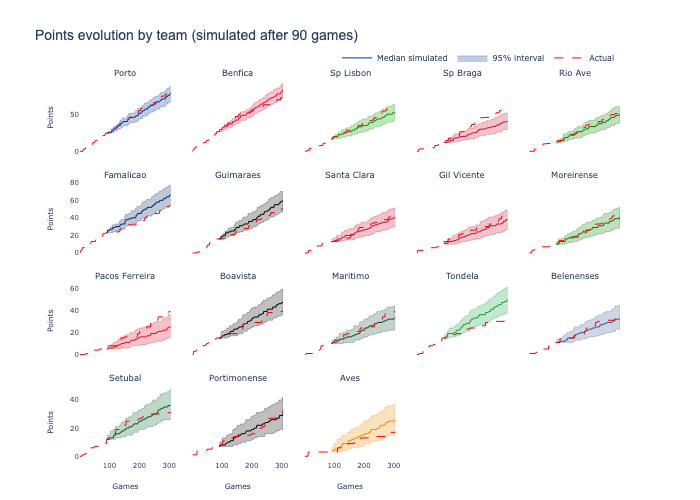 Points evolution by team (simulated after 90 games)
Median simulated 95% interval Actual
Porto Benfica Sp Lisbon Sp Braga Rio Ave
Points
50
0
Famalicao Guimaraes Santa Clara Gil Vicente Moreirense
Points
80
60
40
20
0
Pacos Ferreira Boavista Maritimo Tondela Belenenses
Points
60
40
20
0
Setubal Portimonense Aves
Points
40
20
0
100 200 300 100 200 300 100 200 300
Games Games Games